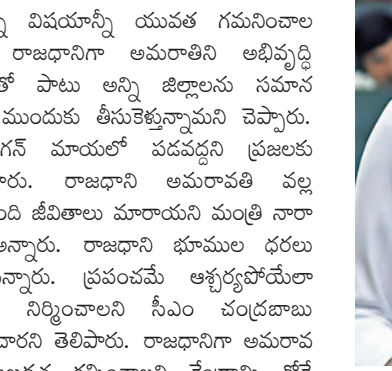 విషయాన్నీ యువత గమనించాల
రాజధానిగా అమరాతిని అభివృద్ధి
తో పాటు అన్ని జిల్లాలను సమాన
ముందుకు తీసుకెళ్తున్నామని చెప్పారు.
గన్ మాయలో పడవద్దని ప్రజలకు
ారు. రాజధాని అమరావతి వల్ల
ంది జీవితాలు మారాయని మంత్రి నారా
అన్నారు. రాజధాని భూముల ధరలు
న్నారు. ప్రపంచమే ఆశ్చర్యపోయేలా
నిర్మించాలని సీఎం చంద్రబాబు
చారని తెలిపారు. రాజధానిగా అమరావ